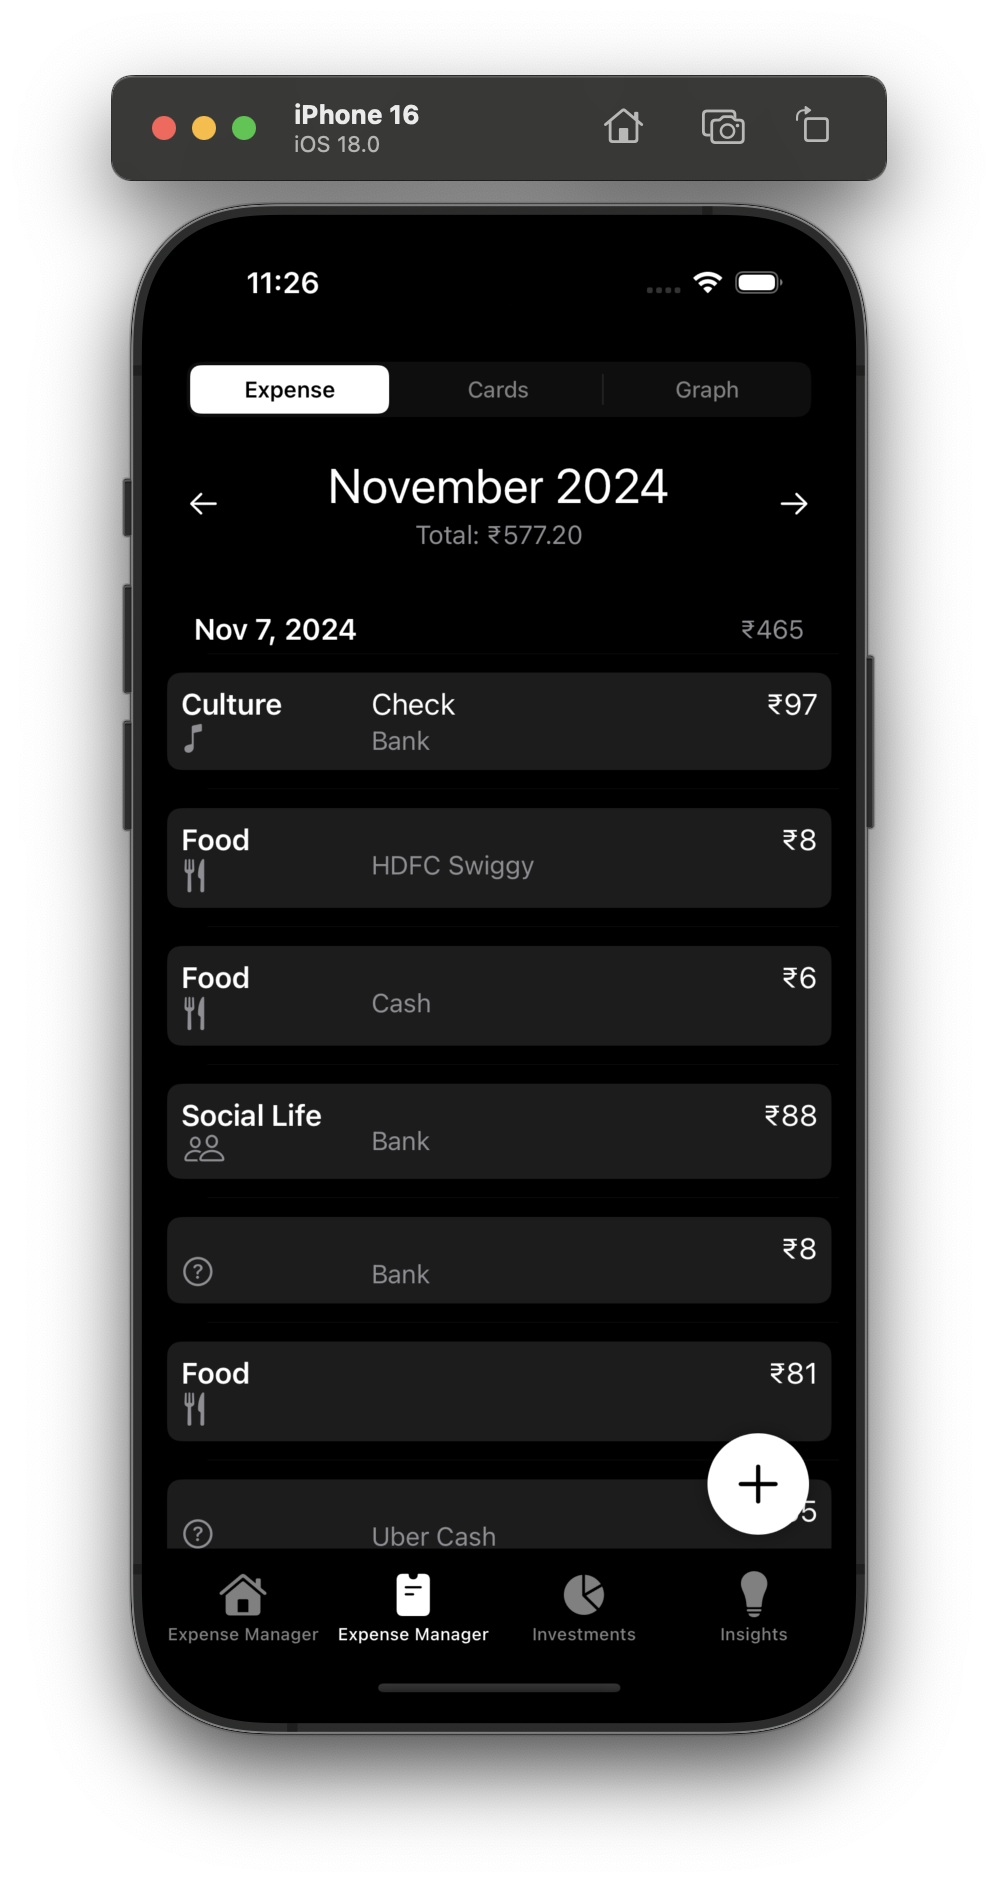 iPhone 16
iOS 18.0
11:26
Expense Cards Graph
November 2024
Total: ₹577.20
Nov 7, 2024 ₹465
Culture Check ₹97
Bank
Food ₹8
HDFC Swiggy
Food ₹6
Cash
Social Life ₹88
Bank
₹8
? Bank
Food ₹81
? Uber Cash
Expense Manager Expense Manager Investments Insights